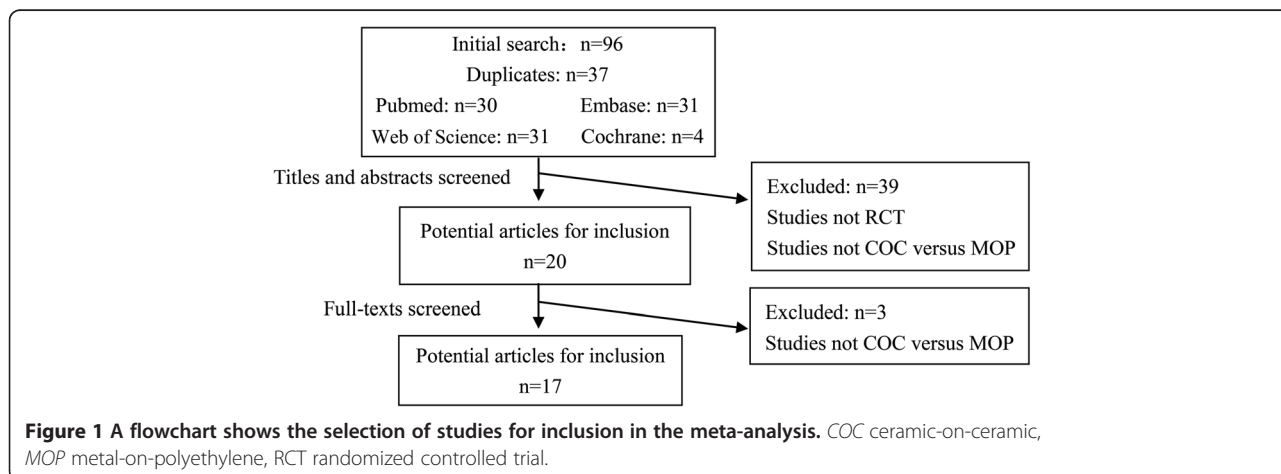 Initial search：n=96
Duplicates: n=37
Pubmed: n=30 Embase: n=31
Web of Science: n=31 Cochrane: n=4
Titles and abstracts screened
Excluded: n=39
Studies not RCT
Studies not COC versus MOP
Potential articles for inclusion
n=20
Full-texts screened
Excluded: n=3
Studies not COC versus MOP
Potential articles for inclusion
n=17
Figure 1 A flowchart shows the selection of studies for inclusion in the meta-analysis. COC ceramic-on-ceramic,
MOP metal-on-polyethylene, RCT randomized controlled trial.